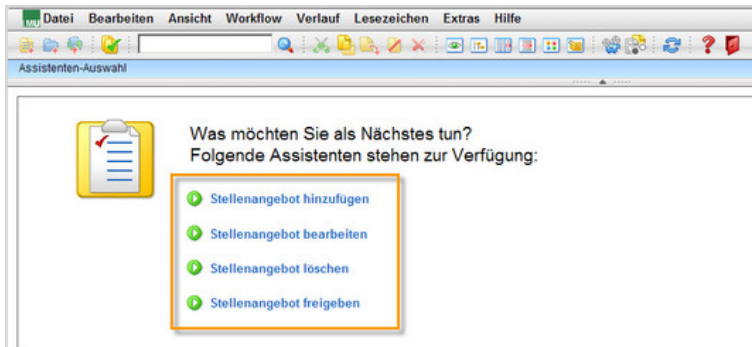 MU Datei Bearbeiten Ansicht Workflow Verlauf Lesezeichen Extras Hilfe
Assistenten-Auswahl
Was möchten Sie als Nächstes tun?
Folgende Assistenten stehen zur Verfügung:
Stellenangebot hinzufügen
Stellenangebot bearbeiten
Stellenangebot löschen
Stellenangebot freigeben